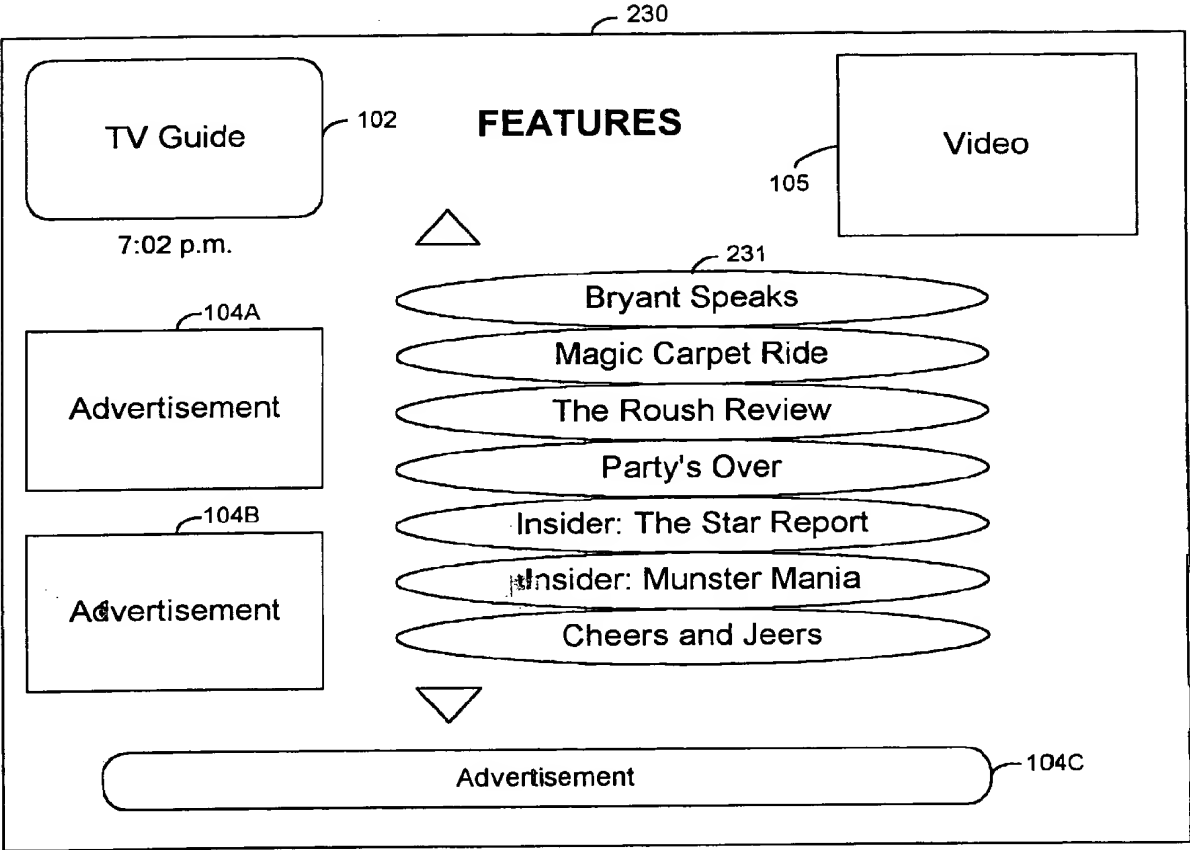 230
TV Guide
102
FEATURES
Video
105
7:02 p.m.
231
Bryant Speaks
Magic Carpet Ride
The Roush Review
Party's Over
Insider: The Star Report
Insider: Munster Mania
Cheers and Jeers
104A
Advertisement
104B
Advertisement
Advertisement
104C